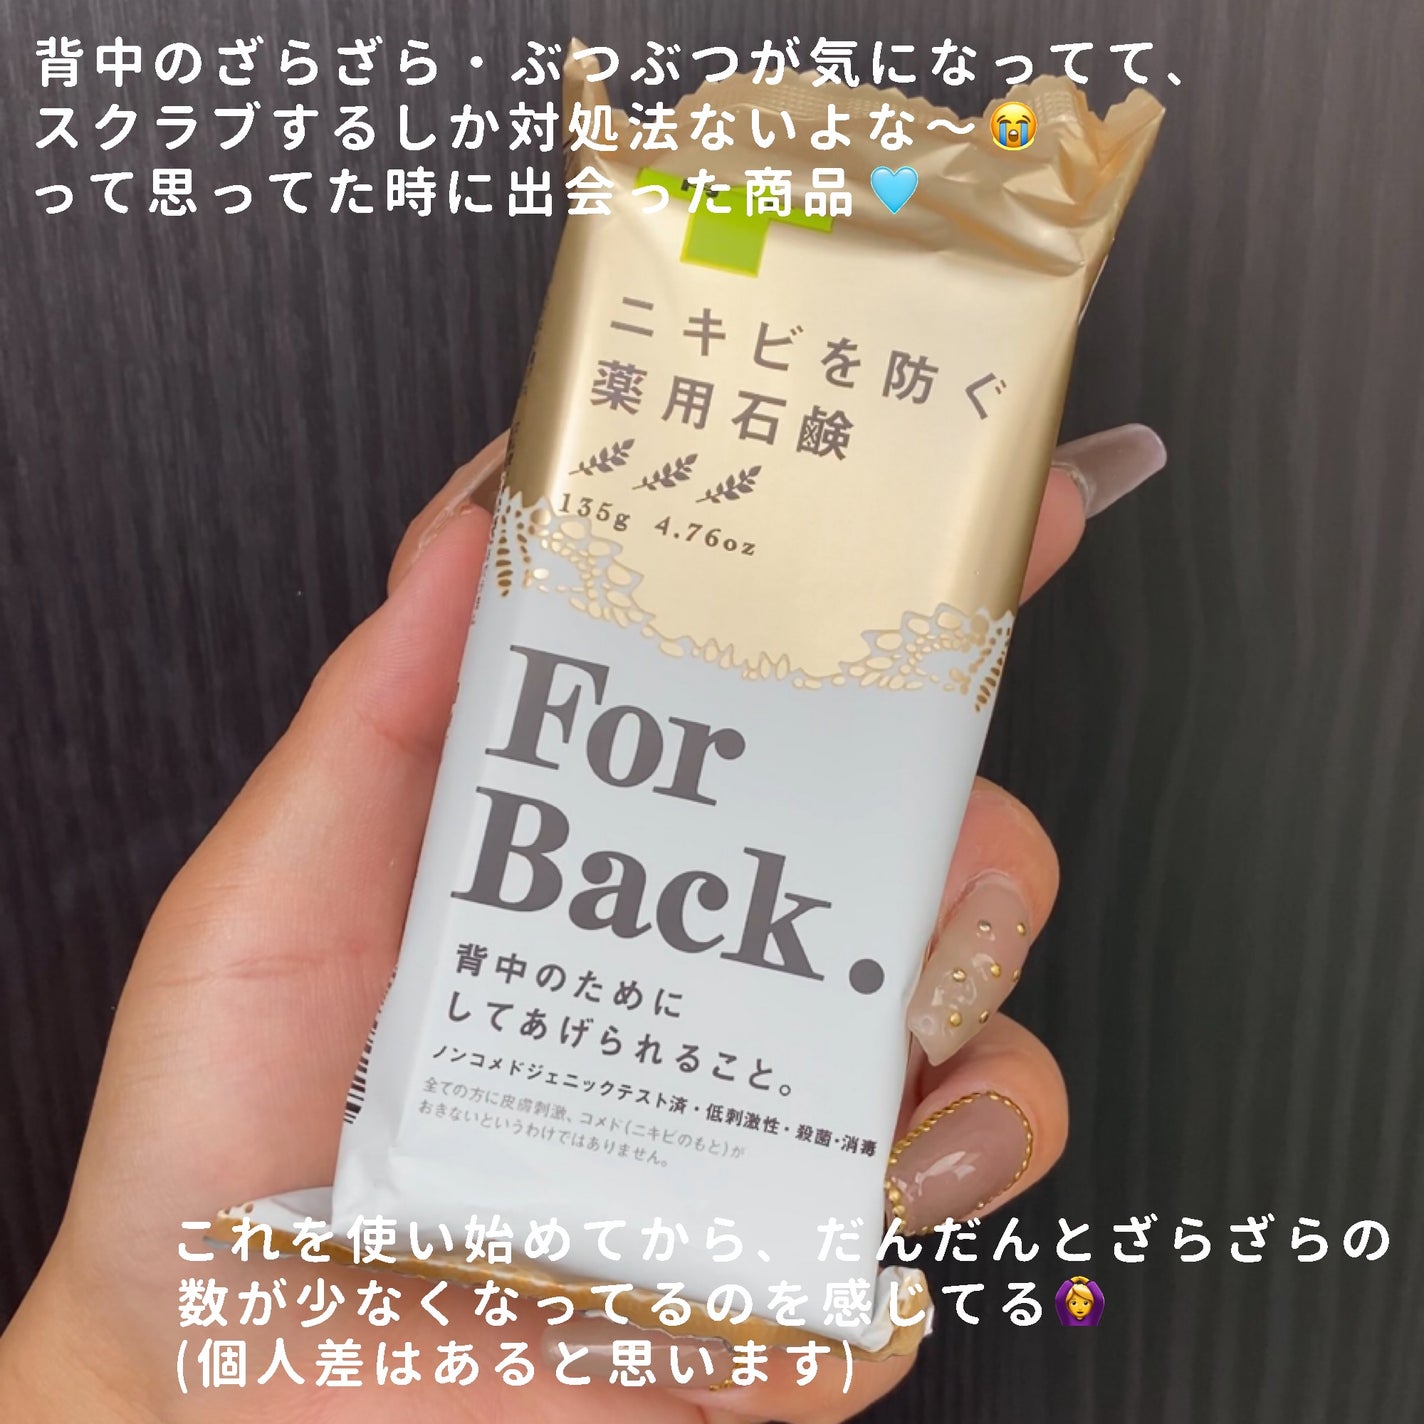 背中のざらざら・ぶつぶつが気になってて、
スクラブするしか対処法ないよな〜😭
って思ってた時に出会った商品🩵
ニキビを防ぐ
薬用石鹸
135g 4.76oz
For
Back.
背中のために
してあげられること。
ノンコメドジェニックテスト済・低刺激性・殺菌・消毒
全ての方に皮膚刺激、コメド(ニキビのもと)が
おきないというわけではありません。
これを使い始めてから、だんだんとざらざらの
数が少なくなってるのを感じてる🙆‍♀️
(個人差はあると思います)